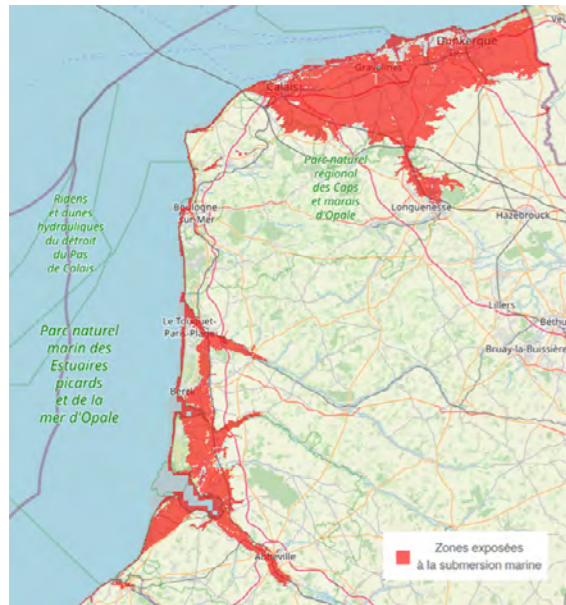 Dunkerque
Gravelines
Calais
Parc naturel
régional
des Caps
et marais
d'Opale
Longuenesse
Hazebrouck
Ridens
et dunes
hydrauliques
du détroit
du Pas
de Calais
Boulogne
sur-Mer
Lillers
Béthu
Bruay-la-Buissière
Le Touquet-
Paris-Plage
Parc naturel
marin des
Estuaires
picards
et de la
mer d'Opale
Berck
Abbeville
Zones exposées
à la submersion marine